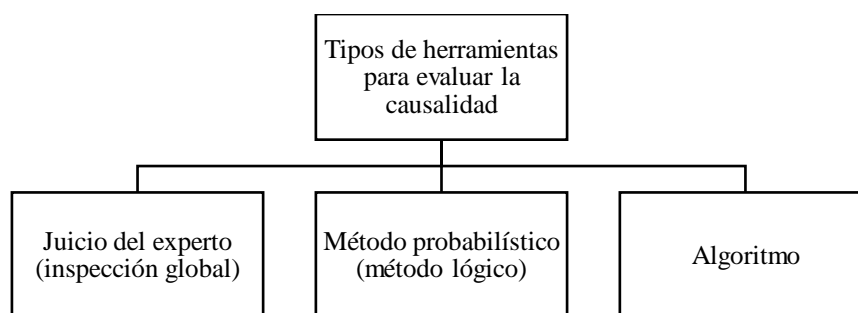 Tipos de herramientas
para evaluar la
causalidad
Juicio del experto
(inspección global)
Método probabilístico
(método lógico)
Algoritmo